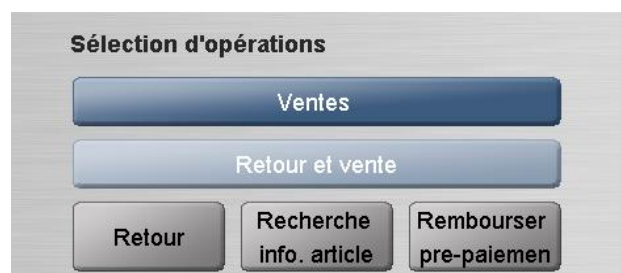 Sélection d'opérations
Ventes
Retour et vente
Retour
Recherche
info. article
Rembourser
pre-paiemen